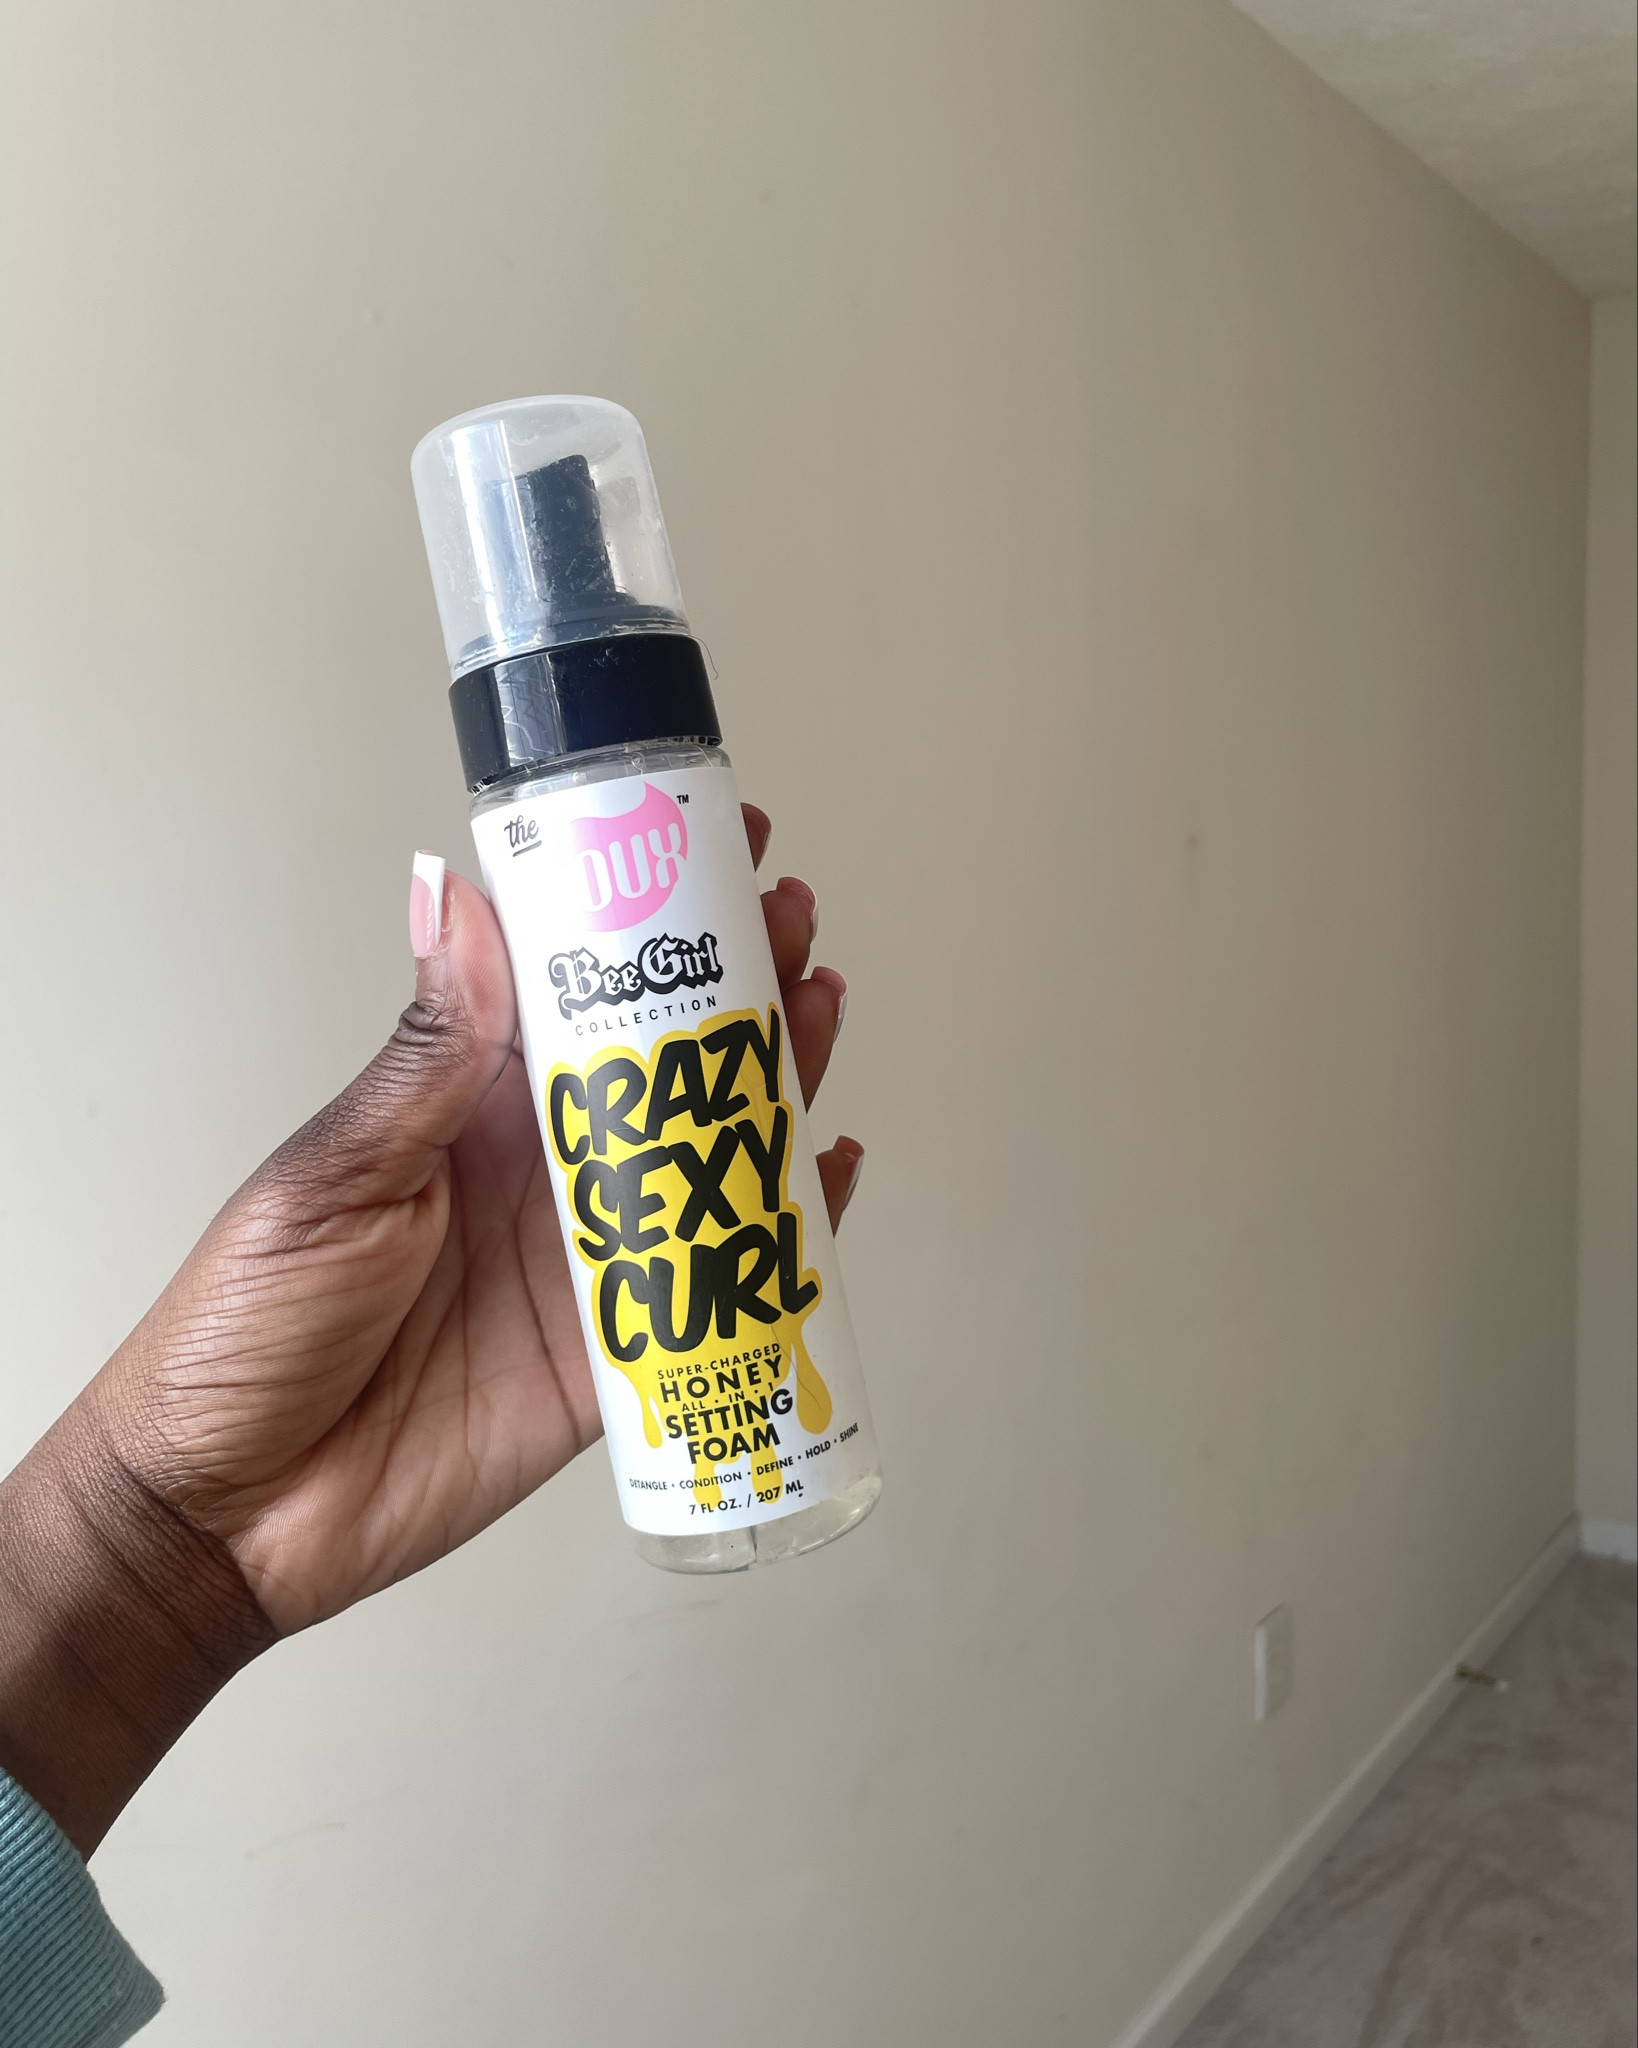 the
DUX
TM
BeeGirl
COLLECTION
CRAZY
SEXY
CURL
SUPER-CHARGED
HONEY
ALL • IN • 1
SETTING
FOAM
DETANGLE • CONDITION • DEFINE • HOLD • SHINE
7 FL OZ. / 207 ML